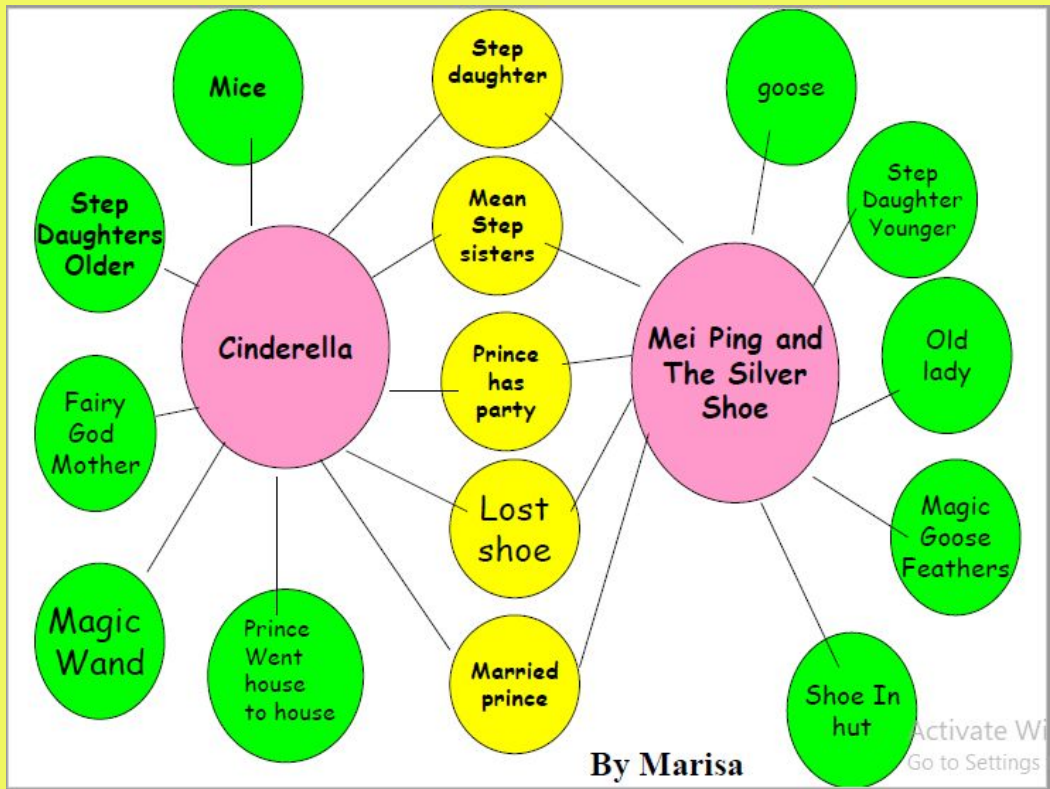 Mice
Step
Daughters
Older
Fairy
God
Mother
Magic
Wand
Prince
Went
house
to house
Cinderella
Step
daughter
Mean
Step
sisters
Prince
has
party
Lost
shoe
Married
prince
Mei Ping and
The Silver
Shoe
goose
Step
Daughter
Younger
Old
lady
Magic
Goose
Feathers
Shoe In
hut
By Marisa
Activate Wi
Go to Settings